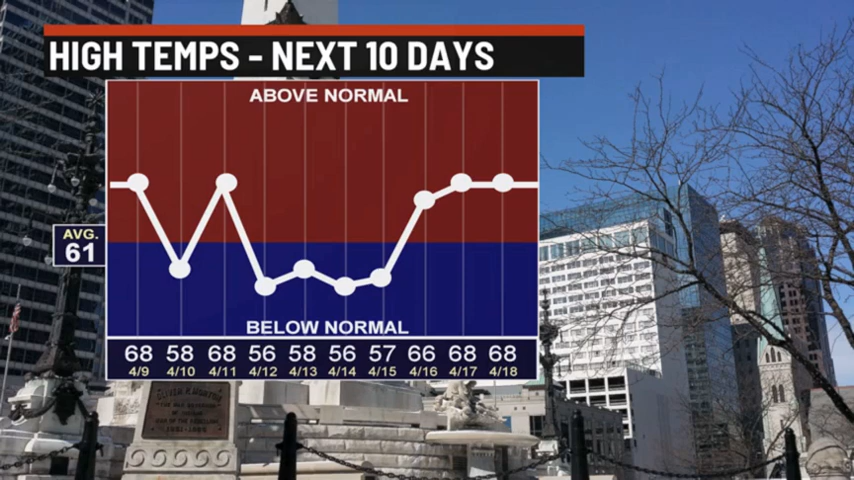 HIGH TEMPS - NEXT 10 DAYS
ABOVE NORMAL
AVG.
61
BELOW NORMAL
68 58 68 56 58 56 57 66 68 68
4/9 4/10 4/11 4/12 4/13 4/14 4/15 4/16 4/17 4/18
OLIVER P. MORTON